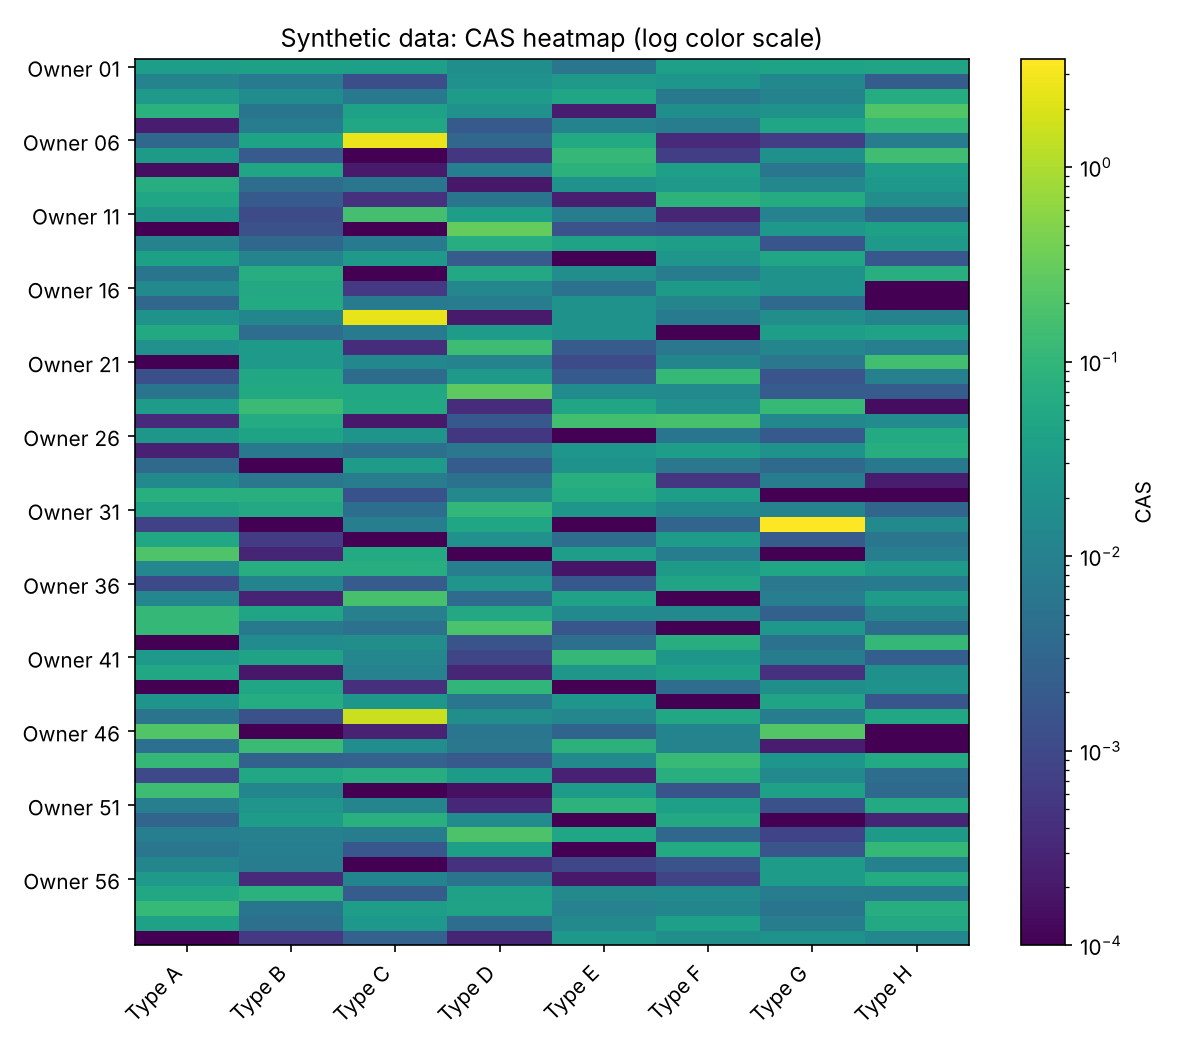 Synthetic data: CAS heatmap (log color scale)
Owner 01
Owner 06
Owner 11
Owner 16
Owner 21
Owner 26
Owner 31
Owner 36
Owner 41
Owner 46
Owner 51
Owner 56
Type A
Type B
Type C
Type D
Type E
Type F
Type G
Type H
10⁰
10⁻¹
10⁻²
10⁻³
10⁻⁴
CAS